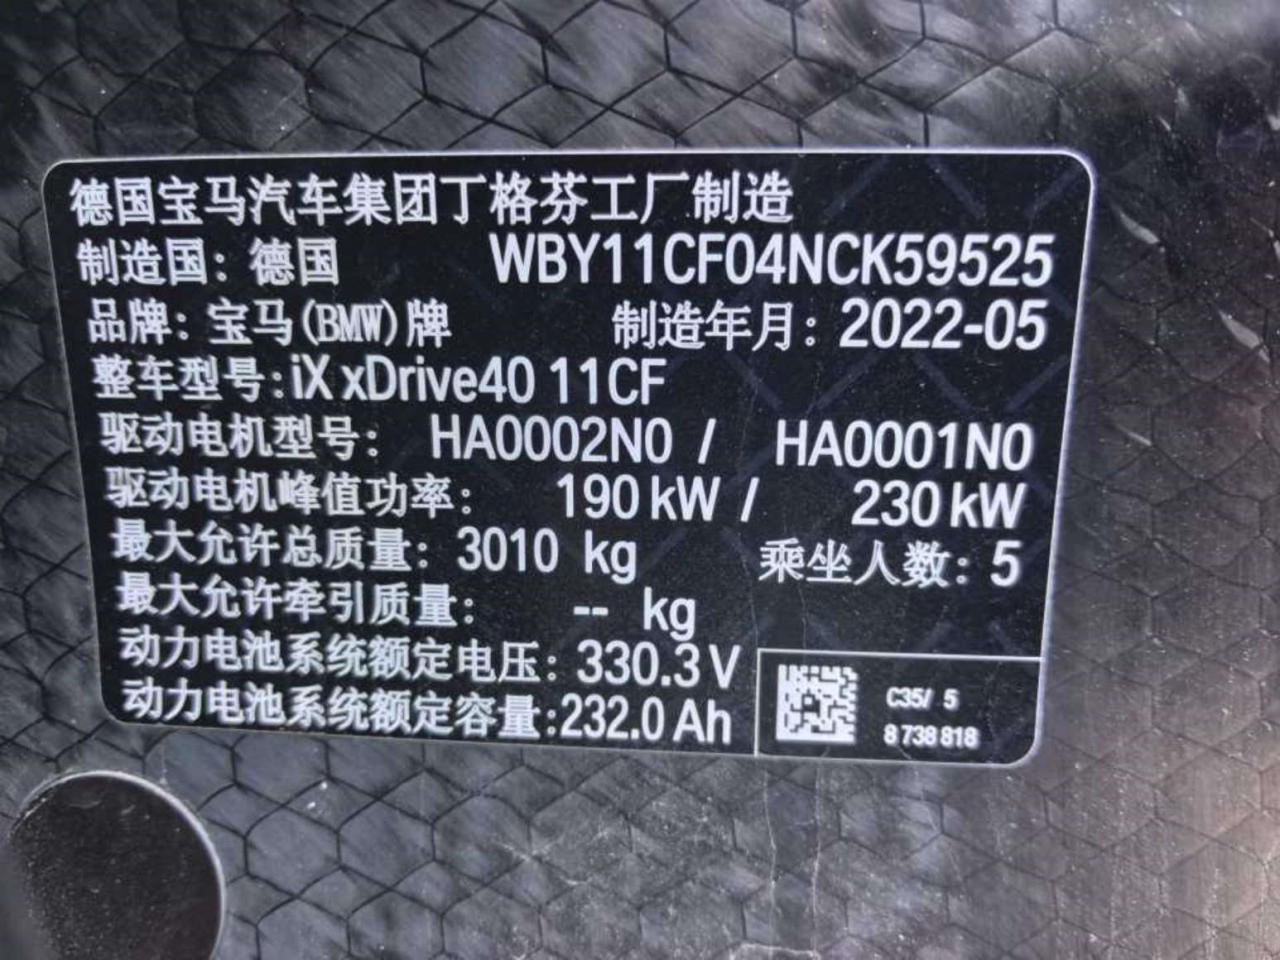 德国宝马汽车集团丁格芬工厂制造
制造国：德国 WBY11CF04NCK59525
品牌：宝马(BMW)牌 制造年月：2022-05
整车型号:iX xDrive40 11CF
驱动电机型号： HA0002N0 / HA0001N0
驱动电机峰值功率： 190 kW / 230 kW
最大允许总质量：3010 kg 乘坐人数：5
最大允许牵引质量： -- kg
动力电池系统额定电压：330.3 V
动力电池系统额定容量:232.0 Ah
C35/ 5
8 738 818